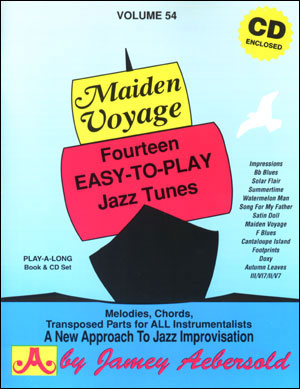 VOLUME 54
CD
ENCLOSED
Maiden
Voyage
Fourteen
EASY-TO-PLAY
Jazz Tunes
Impressions
Bb Blues
Solar Flair
Summertime
Watermelon Man
Song For My Father
Satin Doll
Maiden Voyage
F Blues
Cantaloupe Island
Footprints
Doxy
Autumn Leaves
III/VI7/II/V7
PLAY-A-LONG
Book & CD Set
Melodies, Chords,
Transposed Parts for ALL Instrumentalists
A New Approach To Jazz Improvisation
A by Jamey Aebersold